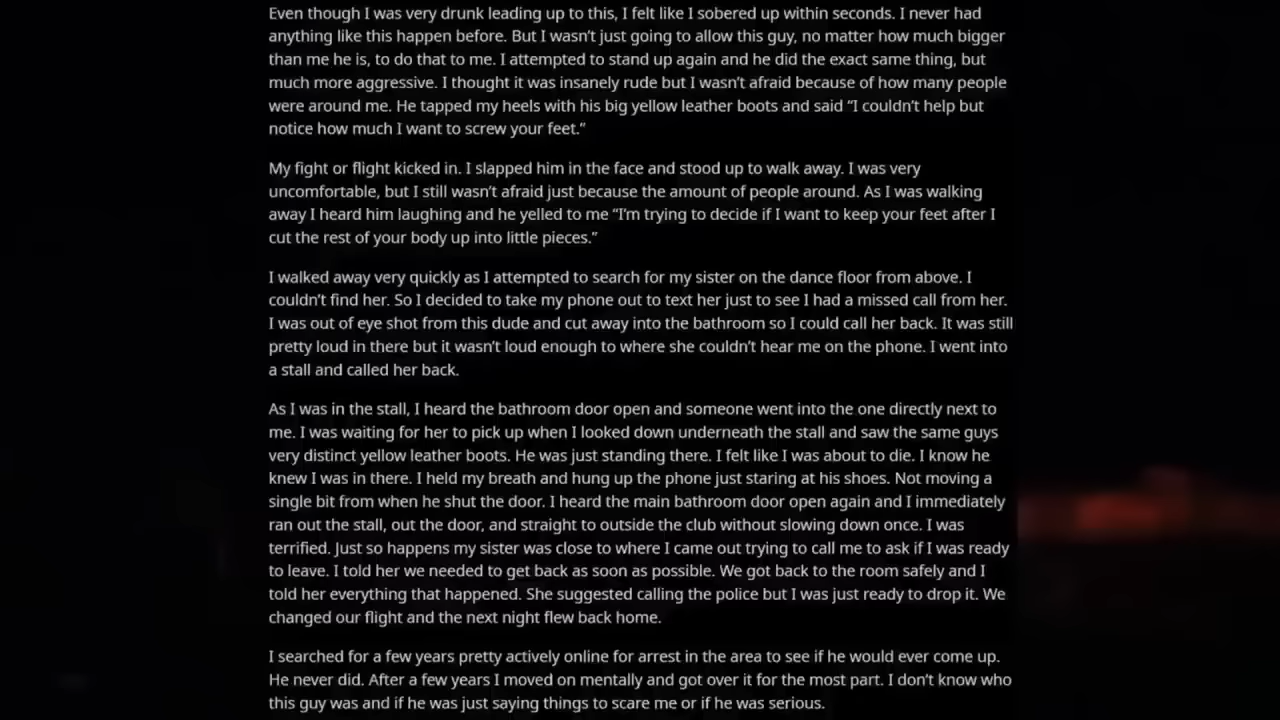 Even though I was very drunk leading up to this, I felt like I sobered up within seconds. I never had
anything like this happen before. But I wasn't just going to allow this guy, no matter how much bigger
than me he is, to do that to me. I attempted to stand up again and he did the exact same thing, but
much more aggressive. I thought it was insanely rude but I wasn't afraid because of how many people
were around me. He tapped my heels with his big yellow leather boots and said “I couldn't help but
notice how much I want to screw your feet.”
My fight or flight kicked in. I slapped him in the face and stood up to walk away. I was very
uncomfortable, but I still wasn't afraid just because the amount of people around. As I was walking
away I heard him laughing and he yelled to me “I'm trying to decide if I want to keep your feet after I
cut the rest of your body up into little pieces.”
I walked away very quickly as I attempted to search for my sister on the dance floor from above. I
couldn't find her. So I decided to take my phone out to text her just to see I had a missed call from her.
I was out of eye shot from this dude and cut away into the bathroom so I could call her back. It was still
pretty loud in there but it wasn't loud enough to where she couldn't hear me on the phone. I went into
a stall and called her back.
As I was in the stall, I heard the bathroom door open and someone went into the one directly next to
me. I was waiting for her to pick up when I looked down underneath the stall and saw the same guys
very distinct yellow leather boots. He was just standing there. I felt like I was about to die. I know he
knew I was in there. I held my breath and hung up the phone just staring at his shoes. Not moving a
single bit from when he shut the door. I heard the main bathroom door open again and I immediately
ran out the stall, out the door, and straight to outside the club without slowing down once. I was
terrified. Just so happens my sister was close to where I came out trying to call me to ask if I was ready
to leave. I told her we needed to get back as soon as possible. We got back to the room safely and I
told her everything that happened. She suggested calling the police but I was just ready to drop it. We
changed our flight and the next night flew back home.
I searched for a few years pretty actively online for arrest in the area to see if he would ever come up.
He never did. After a few years I moved on mentally and got over it for the most part. I don't know who
this guy was and if he was just saying things to scare me or if he was serious.